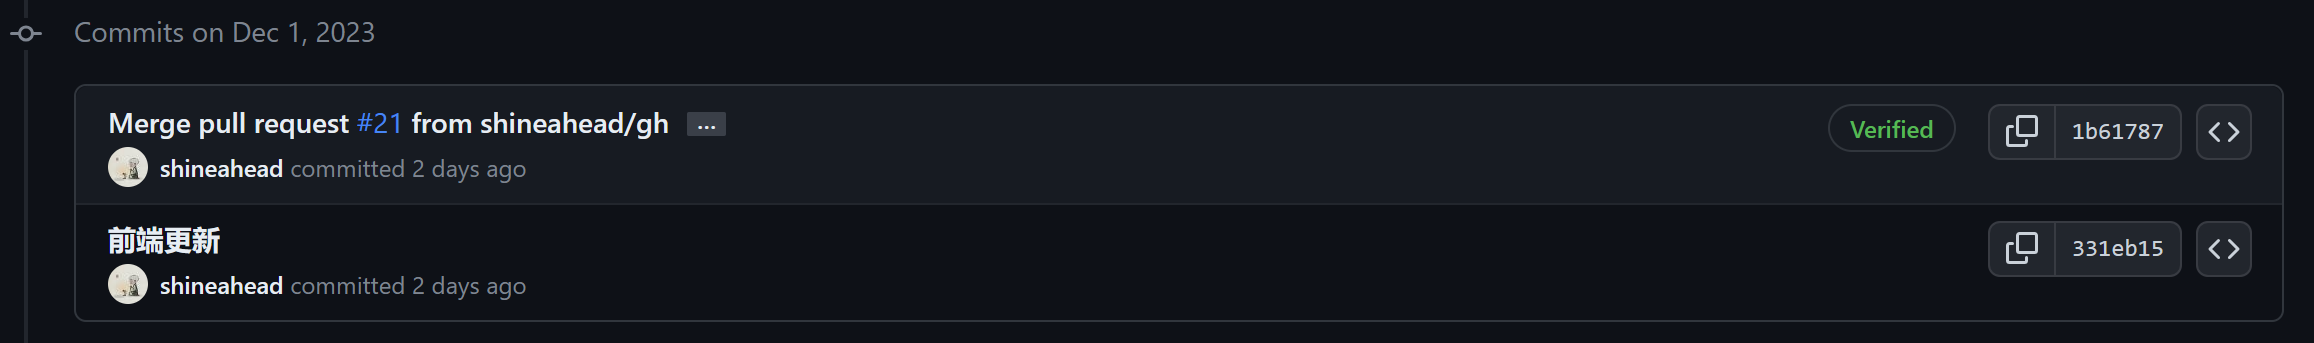 Commits on Dec 1, 2023
Merge pull request #21 from shineahead/gh ...
Verified
1b61787
shineahead committed 2 days ago
前端更新
331eb15
shineahead committed 2 days ago